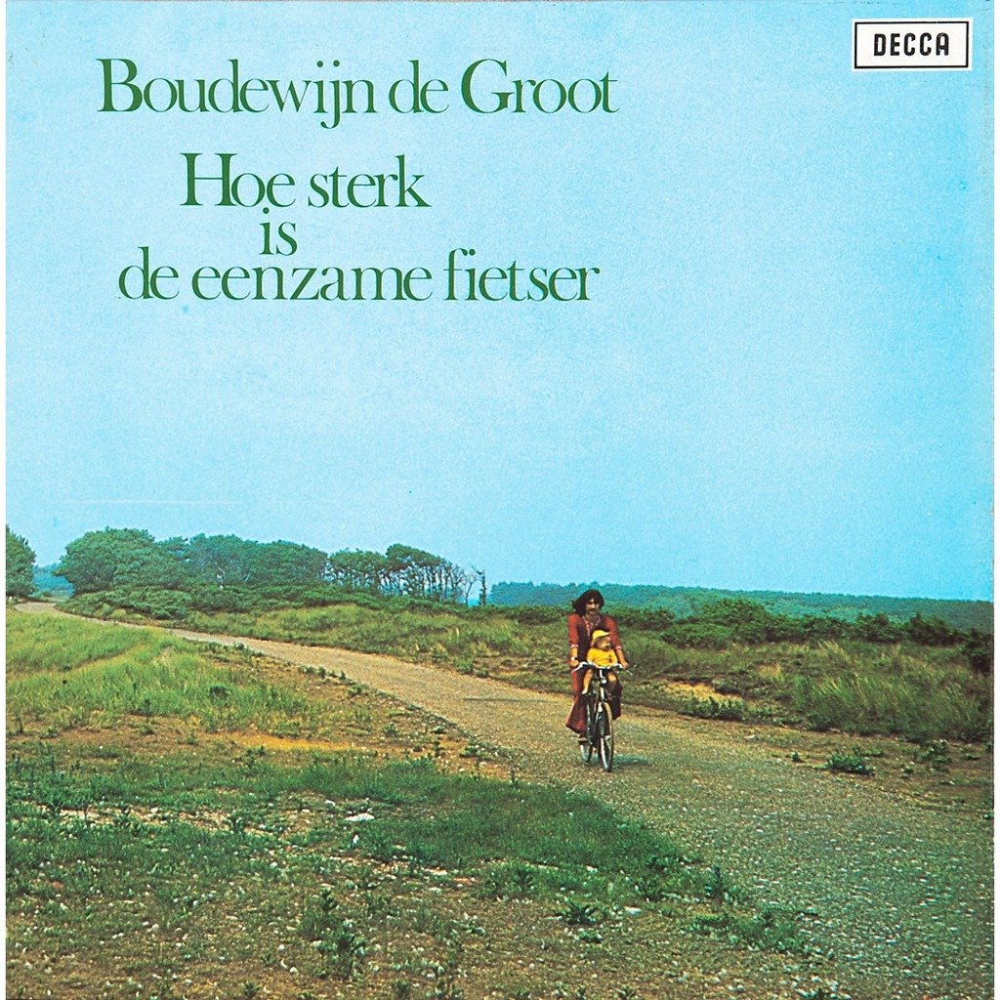 DECCA
Boudewijn de Groot
Hoe sterk
is
de eenzame fietser